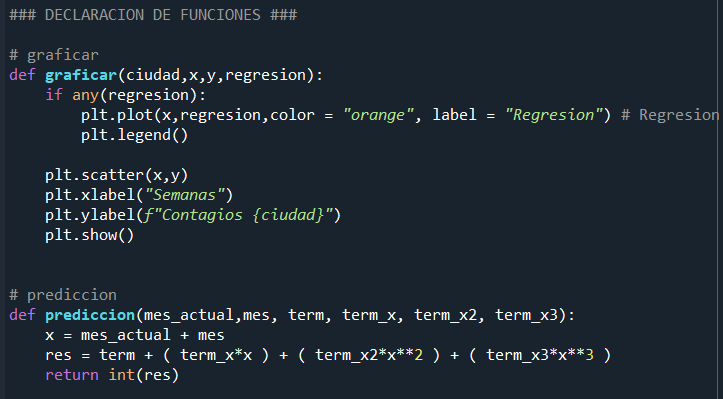 ### DECLARACION DE FUNCIONES ###
# graficar
def graficar(ciudad,x,y,regresion):
    if any(regresion):
        plt.plot(x,regresion,color = "orange", label = "Regresion") # Regresion
        plt.legend()
    plt.scatter(x,y)
    plt.xlabel("Semanas")
    plt.ylabel(f"Contagios {ciudad}")
    plt.show()
# prediccion
def prediccion(mes_actual,mes, term, term_x, term_x2, term_x3):
    x = mes_actual + mes
    res = term + ( term_x*x ) + ( term_x2*x**2 ) + ( term_x3*x**3 )
    return int(res)